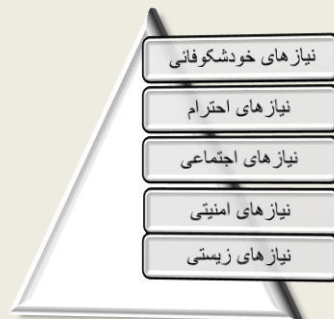 نیازهای خودشکوفائی
نیازهای احترام
نیازهای اجتماعی
نیازهای امنیتی
نیازهای زیستی